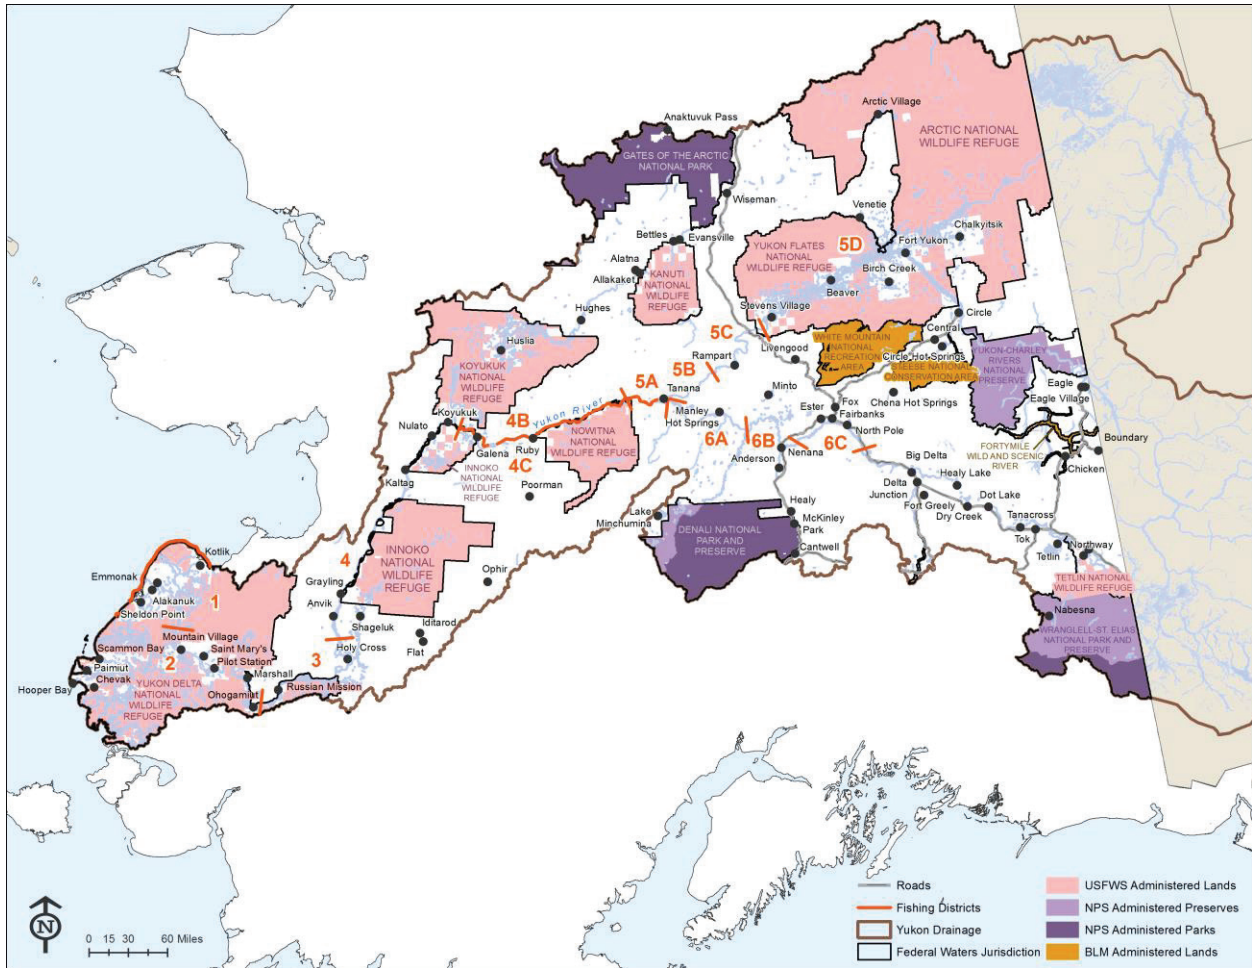 Anaktuvuk Pass
GATES OF THE ARCTIC
NATIONAL PARK
Arctic Village
ARCTIC NATIONAL
WILDLIFE REFUGE
Wiseman
Venetie
Chalkyitsik
Bettles
Evansville
YUKON FLATES
NATIONAL
WILDLIFE
REFUGE
5D
Fort Yukon
Alatna
Allakaket
KANUTI
NATIONAL
WILDLIFE
REFUGE
Birch Creek
Beaver
Hughes
Stevens Village
Circle
5C
Central
Huslia
Livengood
WHITE MOUNTAIN
NATIONAL
RECREATION
AREA
Circle Hot Springs
STEESE NATIONAL
CONSERVATION AREA
YUKON-CHARLEY
RIVERS
NATIONAL
PRESERVE
KOYUKUK
NATIONAL
WILDLIFE
REFUGE
Rampart
5B
5A
Tanana
Minto
Eagle
Eagle Village
Chena Hot Springs
Koyukuk
4B
Yukon River
Manley
Hot Springs
Fox
Ester
Fairbanks
North Pole
Nulato
NOWITNA
NATIONAL
WILDLIFE
REFUGE
6A
6B
6C
Galena
Ruby
4C
Anderson
Nenana
FORTYMILE
WILD AND SCENIC
RIVER
Boundary
Chicken
INNOKO
NATIONAL
WILDLIFE
REFUGE
Kaltag
Poorman
Big Delta
Healy Lake
Delta
Junction
Dot Lake
Fort Greely
Dry Creek
Tanacross
Tok
Lake
Minchumina
Healy
McKinley
Park
DENALI NATIONAL
PARK AND
PRESERVE
Cantwell
Tetlin
Northway
INNOKO
NATIONAL
WILDLIFE
REFUGE
Kotlik
4
Emmonak
Grayling
Ophir
TETLIN NATIONAL
WILDLIFE REFUGE
Alakanuk
1
Sheldon Point
Anvik
Shageluk
Nabesna
WRANGLELL-ST. ELIAS
NATIONAL PARK AND
PRESERVE
Iditarod
Flat
Mountain Village
Scammon Bay
2
Saint Mary's
Pilot Station
3
Holy Cross
Paimiut
Chevak
Marshall
Hooper Bay
YUKON DELTA
NATIONAL
WILDLIFE
REFUGE
Ohogamiut
Russian Mission
N
0 15 30 60 Miles
Roads
Fishing Districts
Yukon Drainage
Federal Waters Jurisdiction
USFWS Administered Lands
NPS Administered Preserves
NPS Administered Parks
BLM Administered Lands